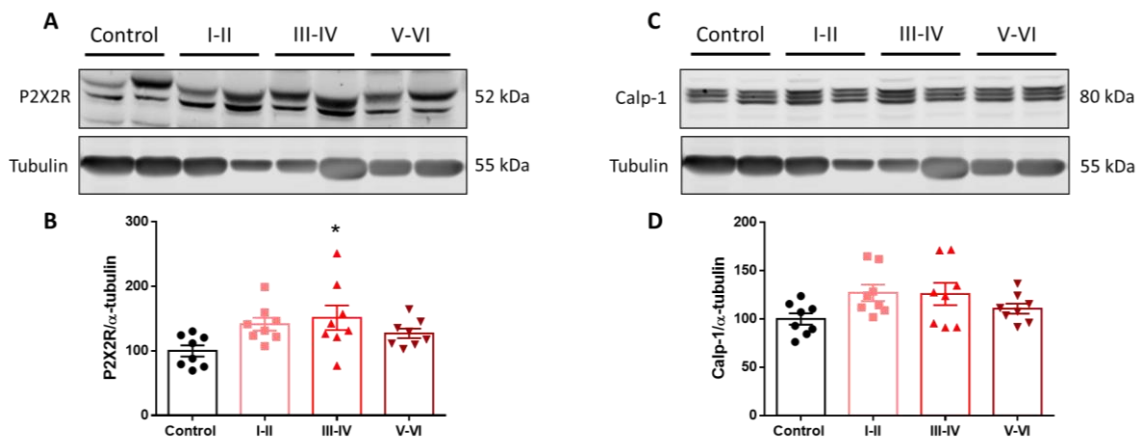 A
Control I-II III-IV V-VI
P2X2R 52 kDa
Tubulin 55 kDa
B
300
200
100
0
P2X2R/α-tubulin
*
Control I-II III-IV V-VI
C
Control I-II III-IV V-VI
Calp-1 80 kDa
Tubulin 55 kDa
D
200
150
100
50
0
Calp-1/α-tubulin
Control I-II III-IV V-VI